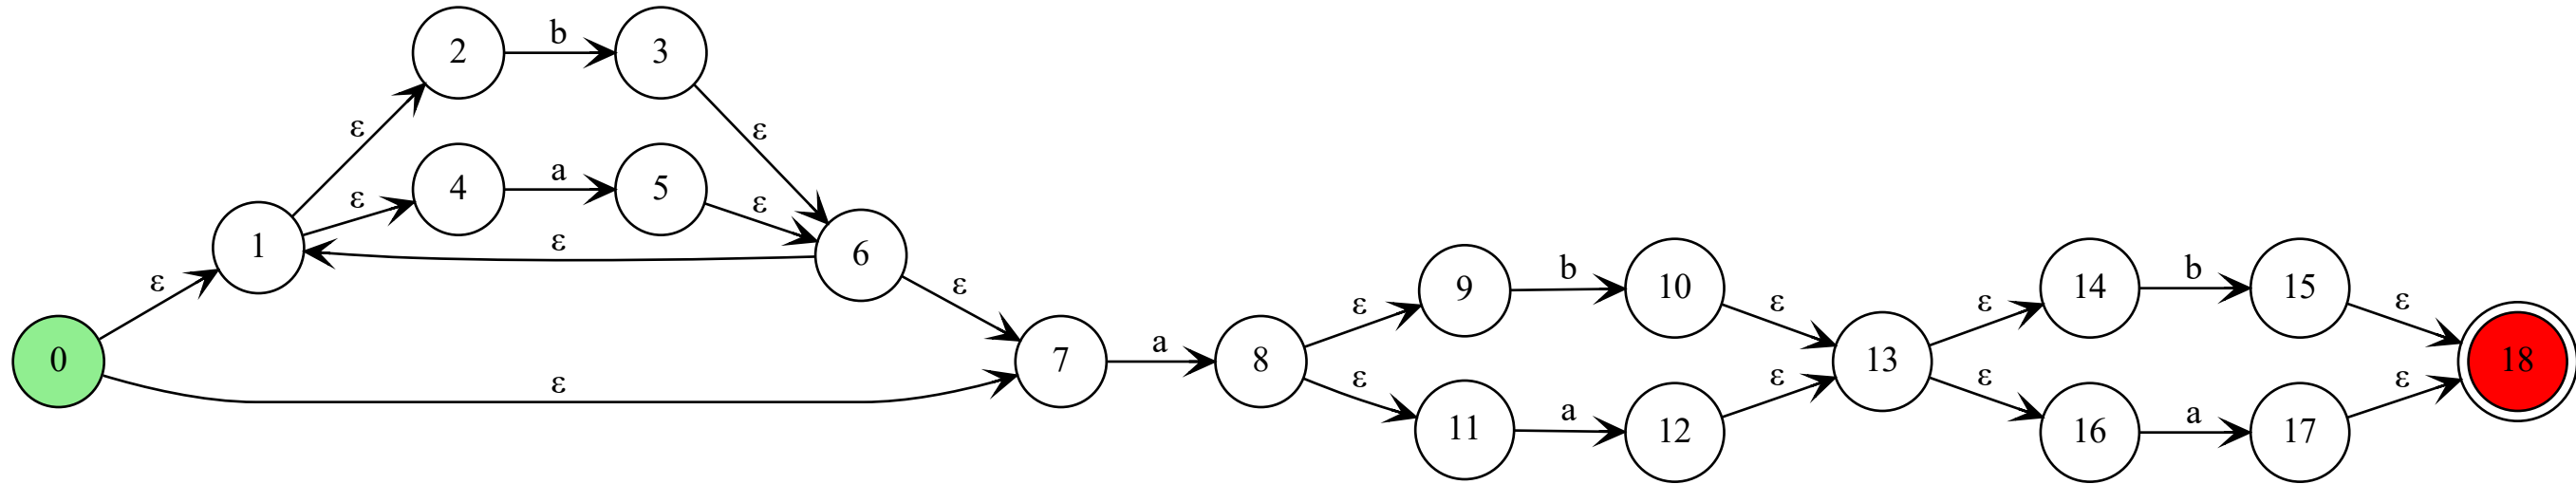 2 b 3
ε ε
4 a 5
ε ε
1 ε 6
ε ε
0 ε 7 a 8
ε 9 b 10 ε
ε 11 a 12 ε
13
ε 14 b 15 ε
ε 16 a 17 ε
18